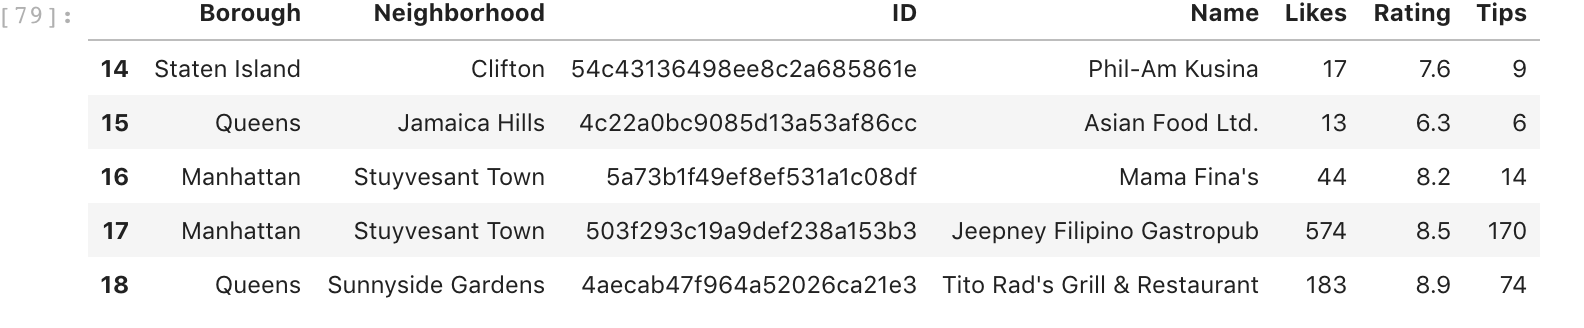 [79]: Borough Neighborhood ID Name Likes Rating Tips
14 Staten Island Clifton 54c43136498ee8c2a685861e Phil-Am Kusina 17 7.6 9
15 Queens Jamaica Hills 4c22a0bc9085d13a53af86cc Asian Food Ltd. 13 6.3 6
16 Manhattan Stuyvesant Town 5a73b1f49ef8ef531a1c08df Mama Fina's 44 8.2 14
17 Manhattan Stuyvesant Town 503f293c19a9def238a153b3 Jeepney Filipino Gastropub 574 8.5 170
18 Queens Sunnyside Gardens 4aecab47f964a52026ca21e3 Tito Rad's Grill & Restaurant 183 8.9 74